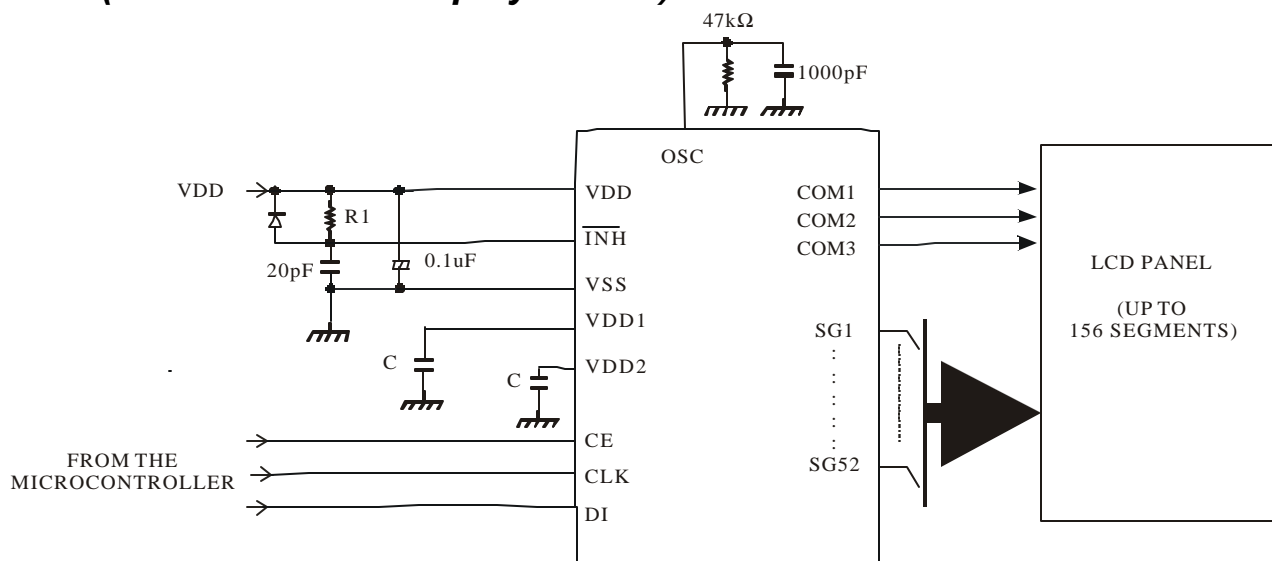 47kΩ
1000pF
OSC
VDD
VDD
COM1
R1
COM2
INH
COM3
20pF
0.1uF
LCD PANEL
VSS
(UP TO
156 SEGMENTS)
VDD1
SG1
C
VDD2
C
CE
SG52
FROM THE
MICROCONTROLLER
CLK
DI